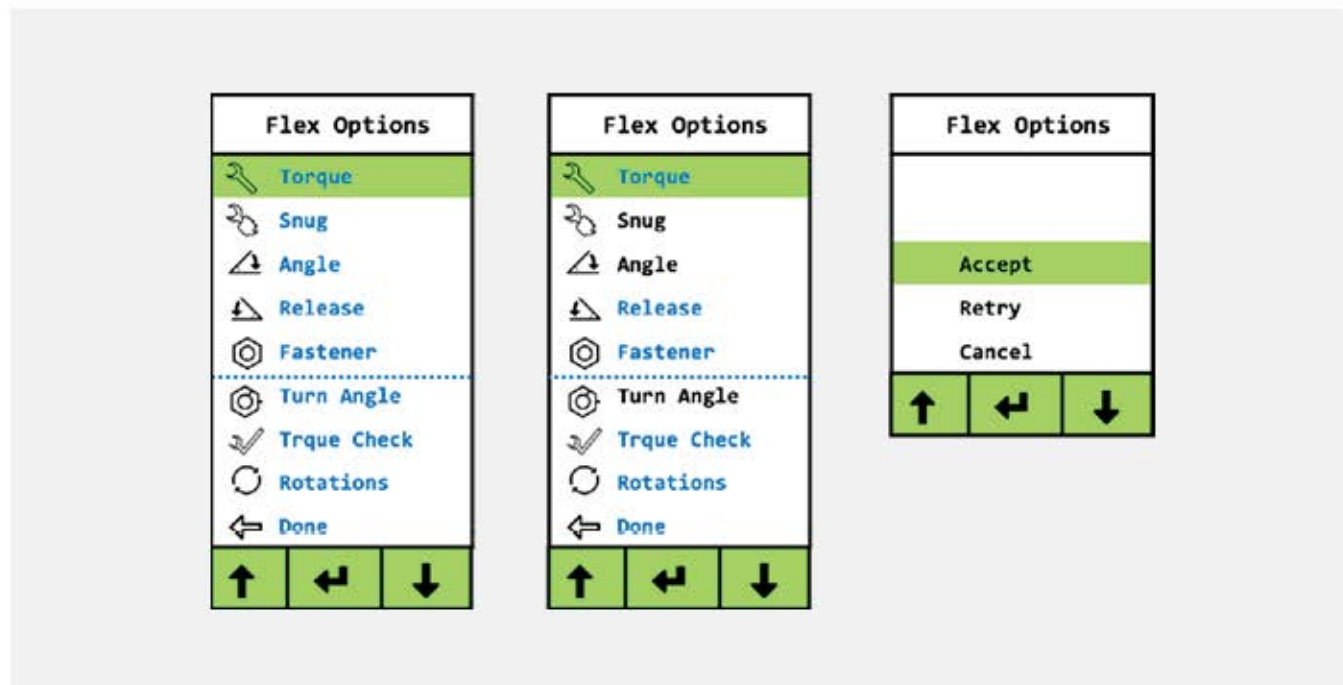 Flex Options
Torque
Snug
Angle
Release
Fastener
Turn Angle
Trque Check
Rotations
Done
Flex Options
Torque
Snug
Angle
Release
Fastener
Turn Angle
Trque Check
Rotations
Done
Flex Options
Accept
Retry
Cancel